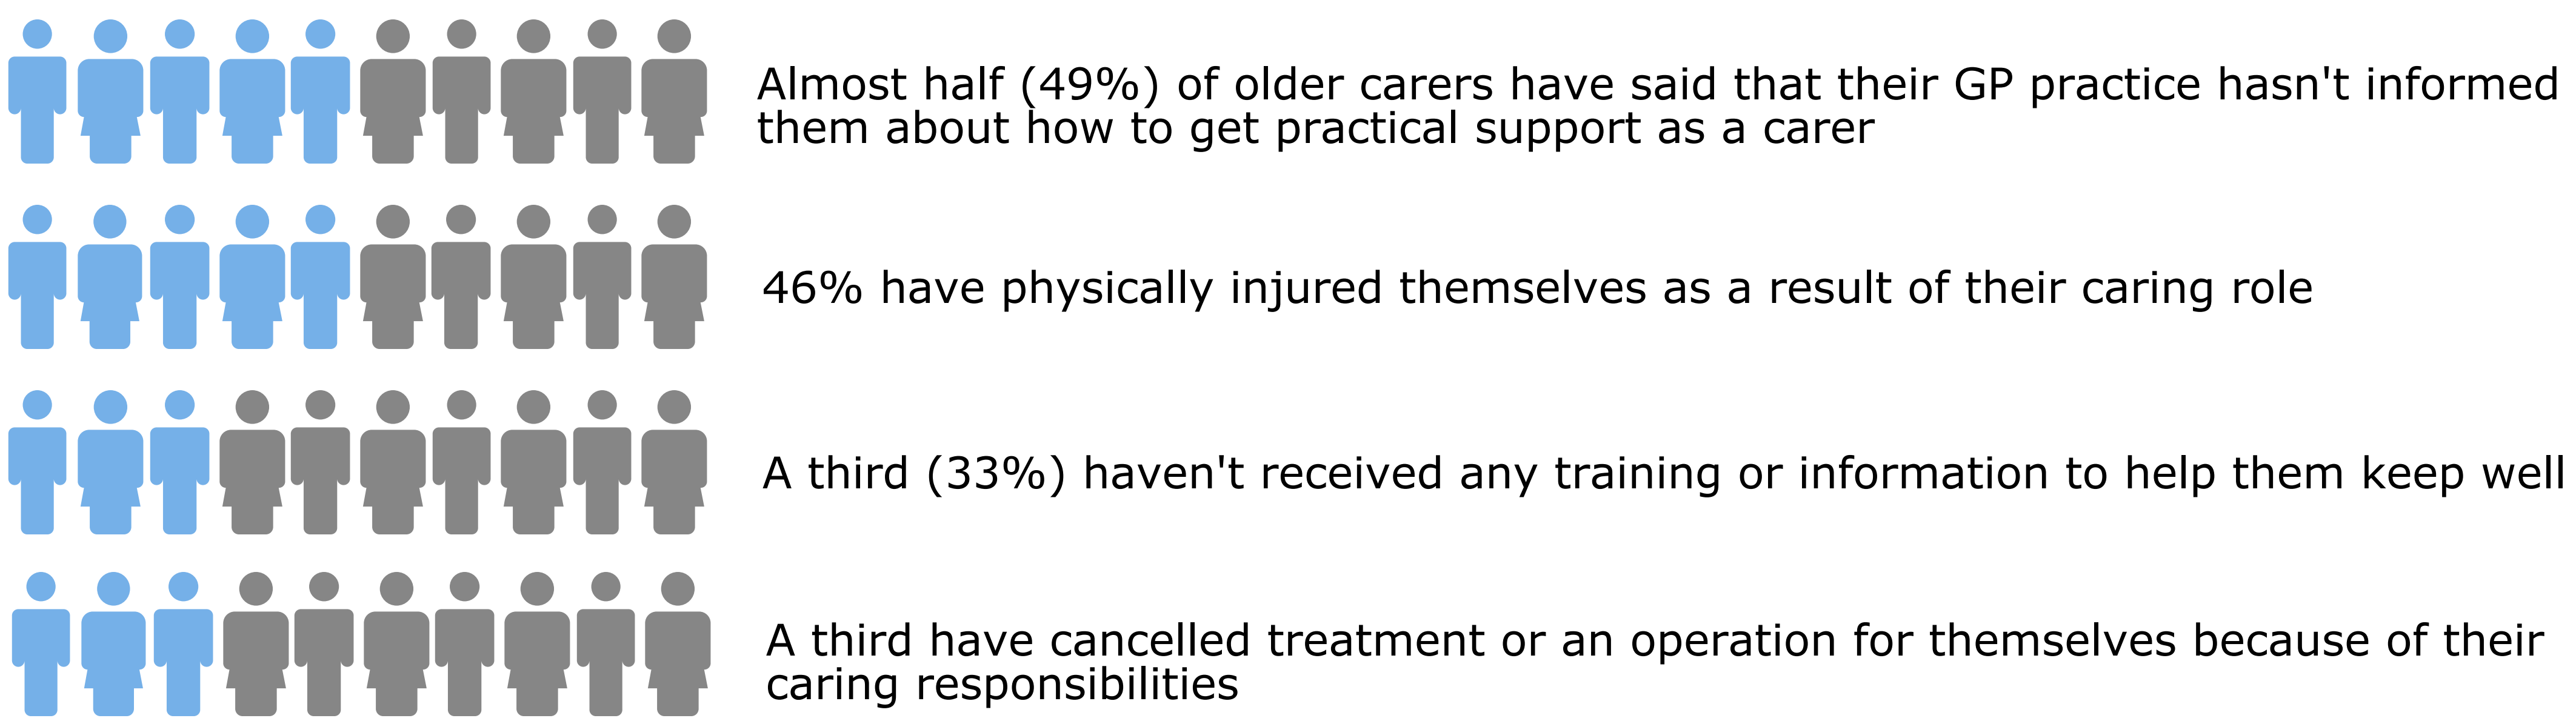 Almost half (49%) of older carers have said that their GP practice hasn't informed
them about how to get practical support as a carer
46% have physically injured themselves as a result of their caring role
A third (33%) haven't received any training or information to help them keep well
A third have cancelled treatment or an operation for themselves because of their
caring responsibilities